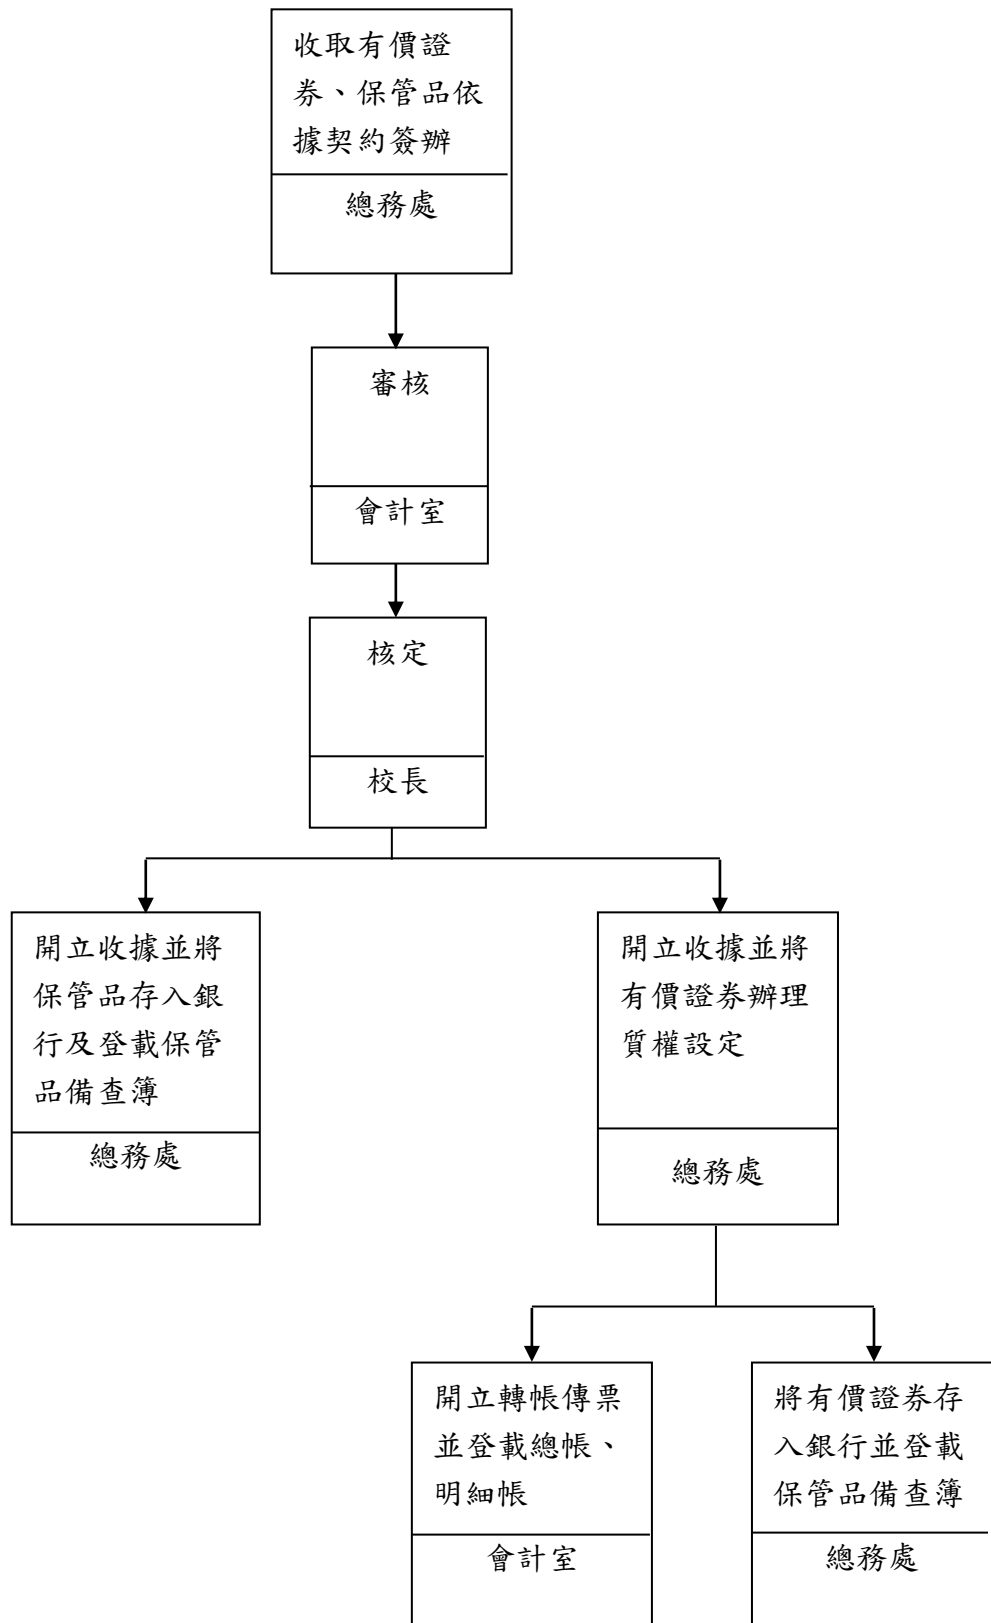 收取有價證
券、保管品依
據契約簽辦
總務處
審核
會計室
核定
校長
開立收據並將
保管品存入銀
行及登載保管
品備查簿
總務處
開立收據並將
有價證券辦理
質權設定
總務處
開立轉帳傳票
並登載總帳、
明細帳
會計室
將有價證券存
入銀行並登載
保管品備查簿
總務處